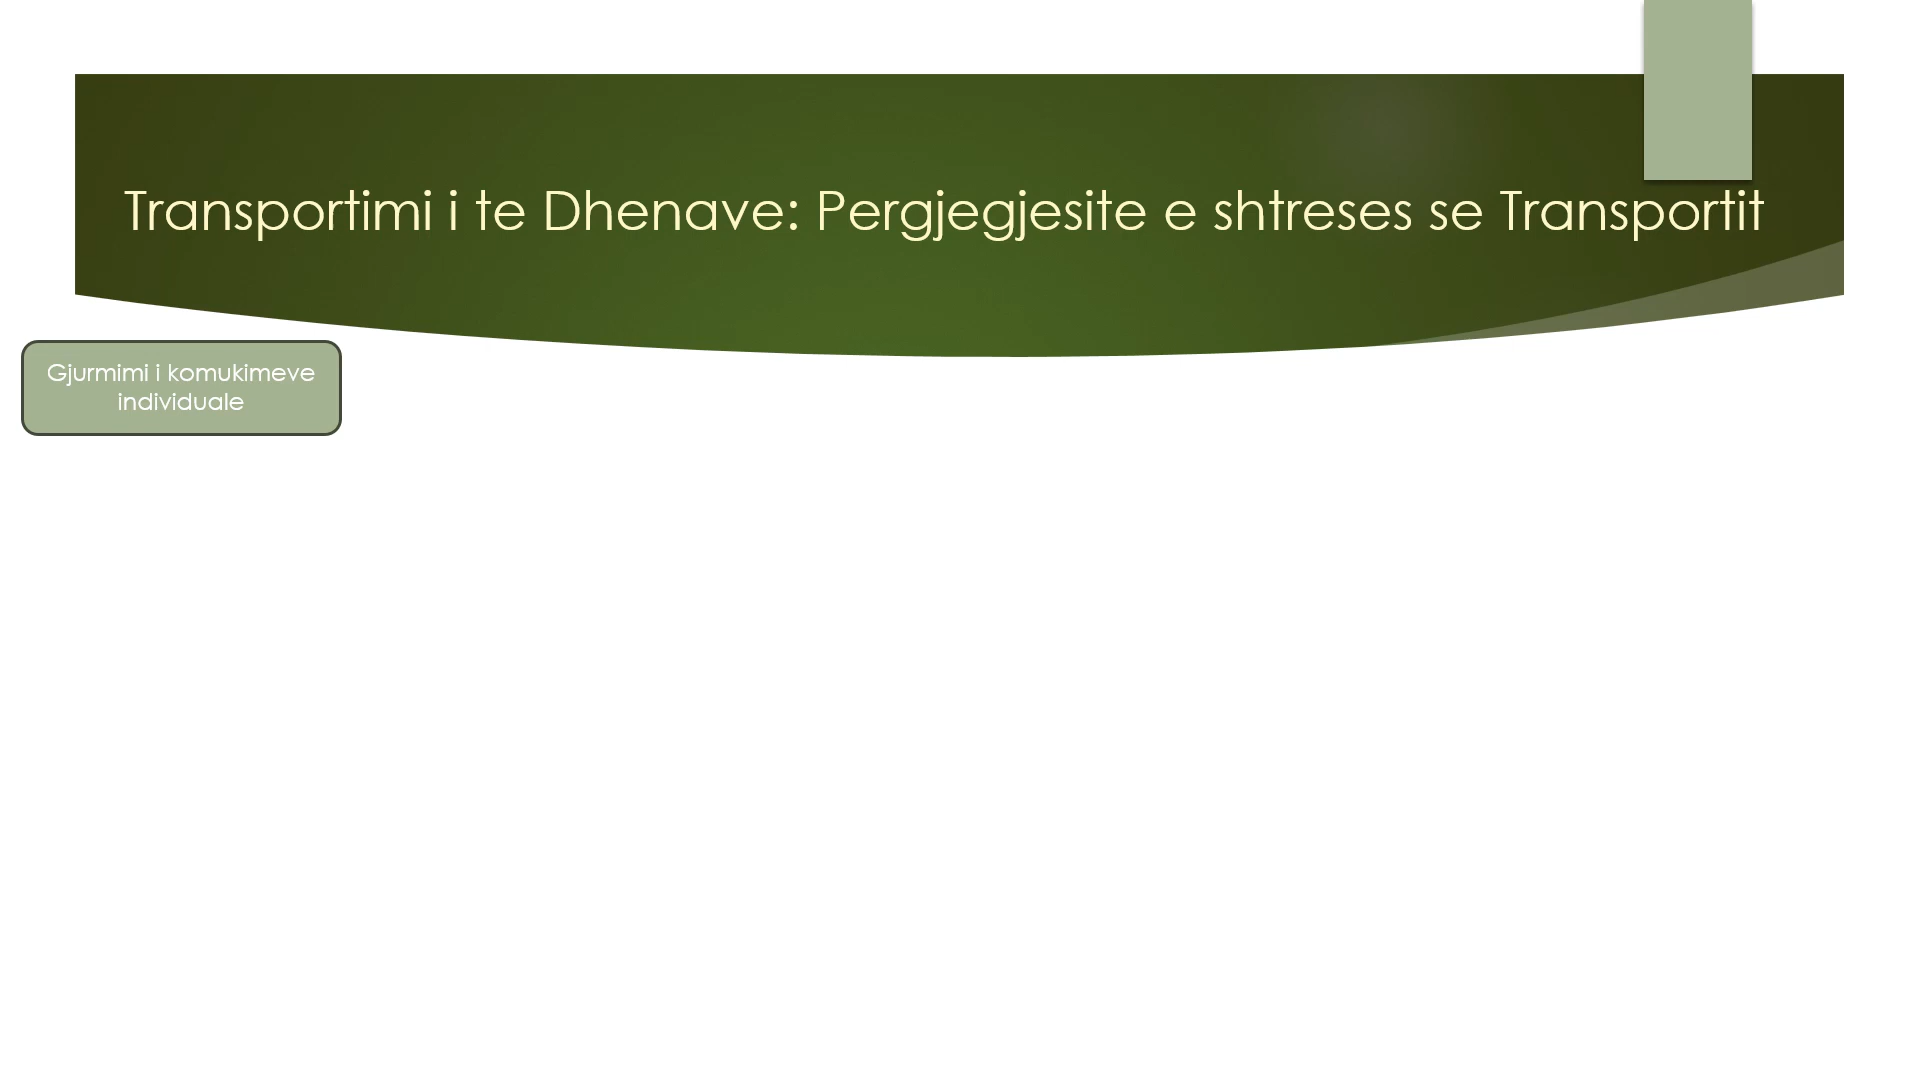 Transportimi i te Dhenave: Pergjegjesite e shtreses se Transportit
Gjurmimi i komukimeve
individuale